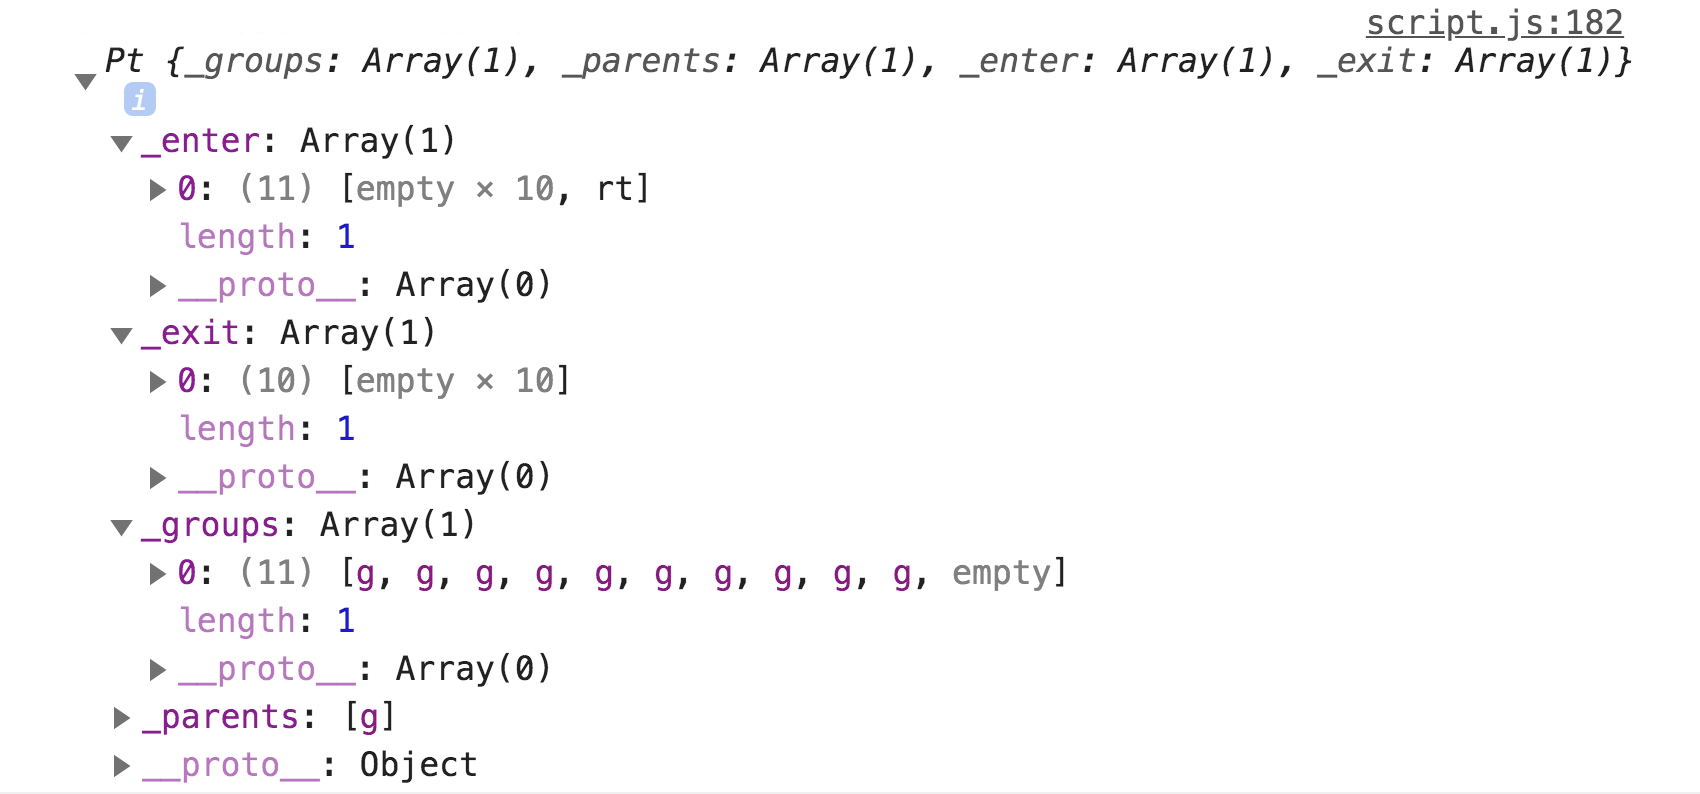 script.js:182
Pt {_groups: Array(1), _parents: Array(1), _enter: Array(1), _exit: Array(1)}
i
_enter: Array(1)
0: (11) [empty × 10, rt]
length: 1
__proto__: Array(0)
_exit: Array(1)
0: (10) [empty × 10]
length: 1
__proto__: Array(0)
_groups: Array(1)
0: (11) [g, g, g, g, g, g, g, g, g, g, empty]
length: 1
__proto__: Array(0)
_parents: [g]
__proto__: Object